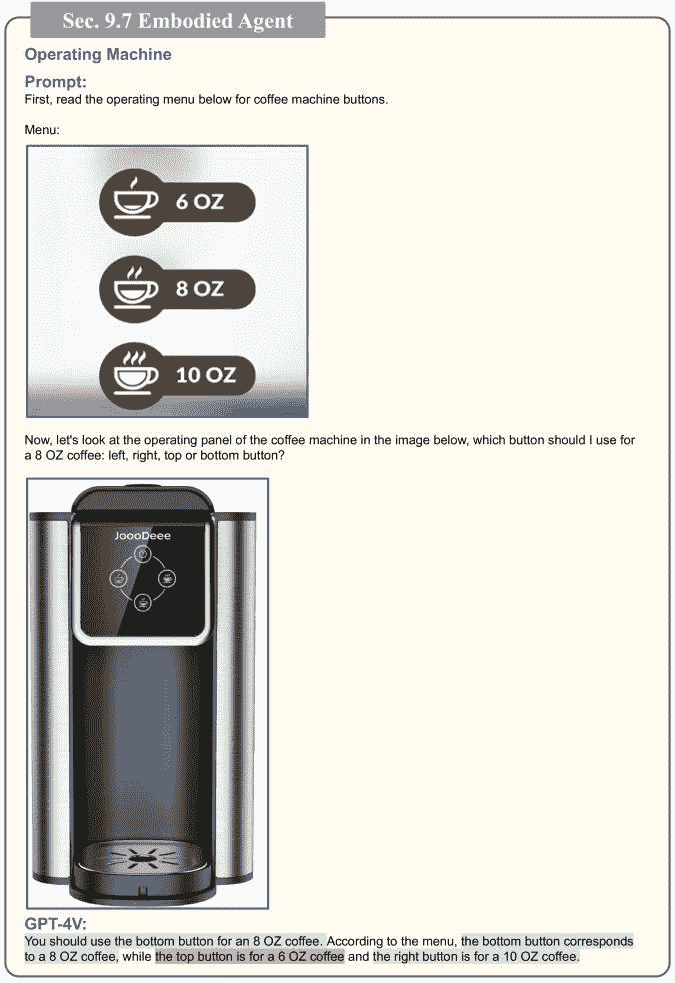 Sec. 9.7 Embodied Agent
Operating Machine
Prompt:
First, read the operating menu below for coffee machine buttons.
Menu:
6 OZ
8 OZ
10 OZ
Now, let's look at the operating panel of the coffee machine in the image below, which button should I use for
a 8 OZ coffee: left, right, top or bottom button?
JoooDeee
GPT-4V:
You should use the bottom button for an 8 OZ coffee. According to the menu, the bottom button corresponds
to a 8 OZ coffee, while the top button is for a 6 OZ coffee and the right button is for a 10 OZ coffee.